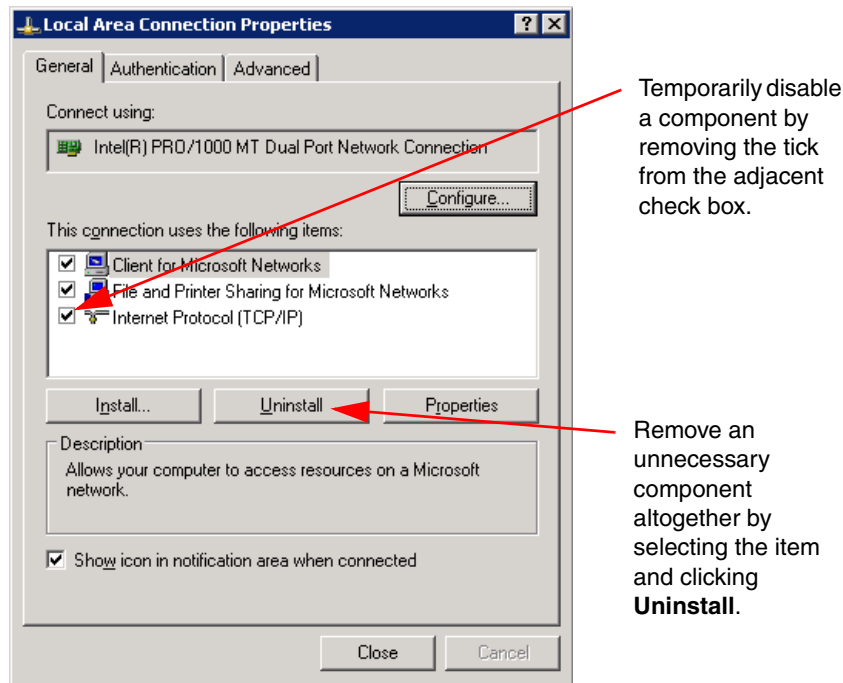 Local Area Connection Properties
General Authentication Advanced
Connect using:
Intel(R) PRO/1000 MT Dual Port Network Connection
Configure...
This connection uses the following items:
Client for Microsoft Networks
File and Printer Sharing for Microsoft Networks
Internet Protocol (TCP/IP)
Install... Uninstall Properties
Description
Allows your computer to access resources on a Microsoft
network.
Show icon in notification area when connected
Close Cancel
Temporarily disable
a component by
removing the tick
from the adjacent
check box.
Remove an
unnecessary
component
altogether by
selecting the item
and clicking
Uninstall.